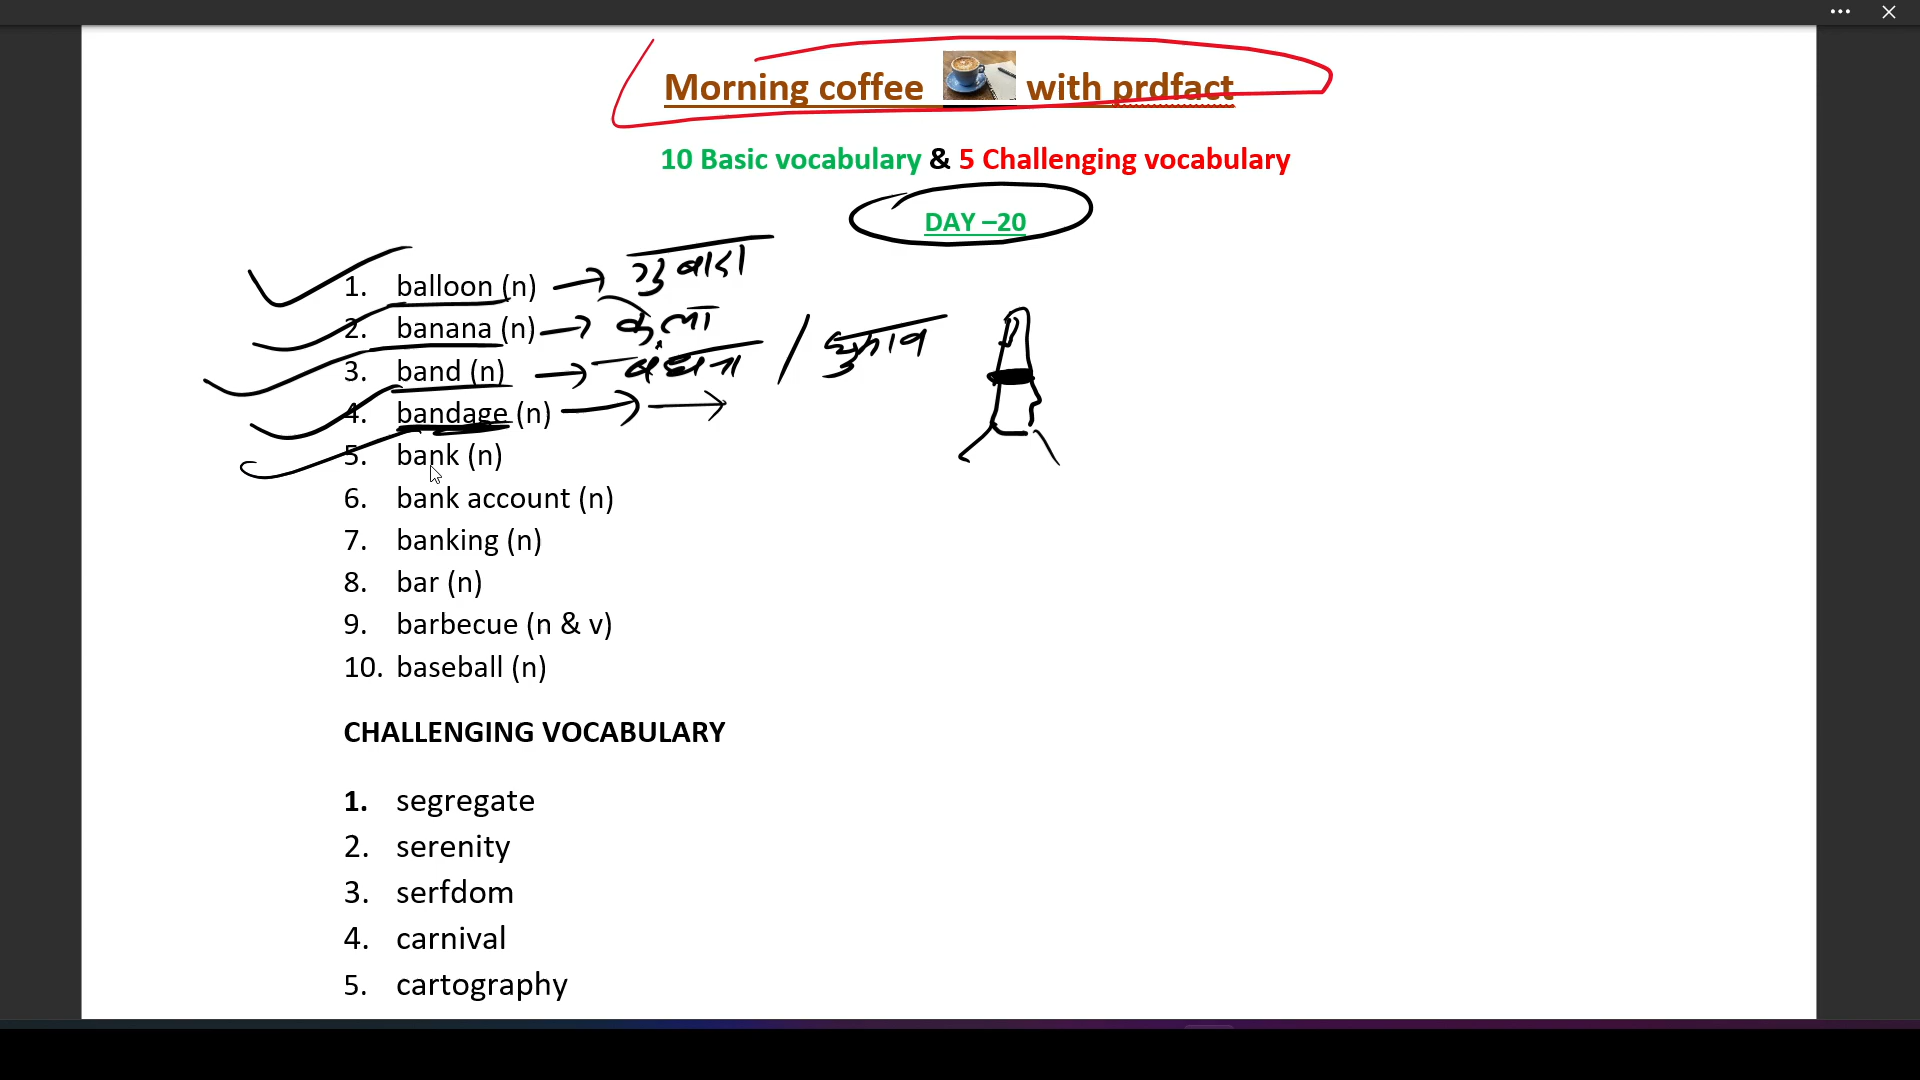 Morning coffee with prdfact
10 Basic vocabulary & 5 Challenging vocabulary
DAY –20
1. balloon (n) → गुबारा
2. banana (n) → केला
3. band (n) →
4. bandage (n) → →
5. bank (n)
6. bank account (n)
7. banking (n)
8. bar (n)
9. barbecue (n & v)
10. baseball (n)
CHALLENGING VOCABULARY
1. segregate
2. serenity
3. serfdom
4. carnival
5. cartography